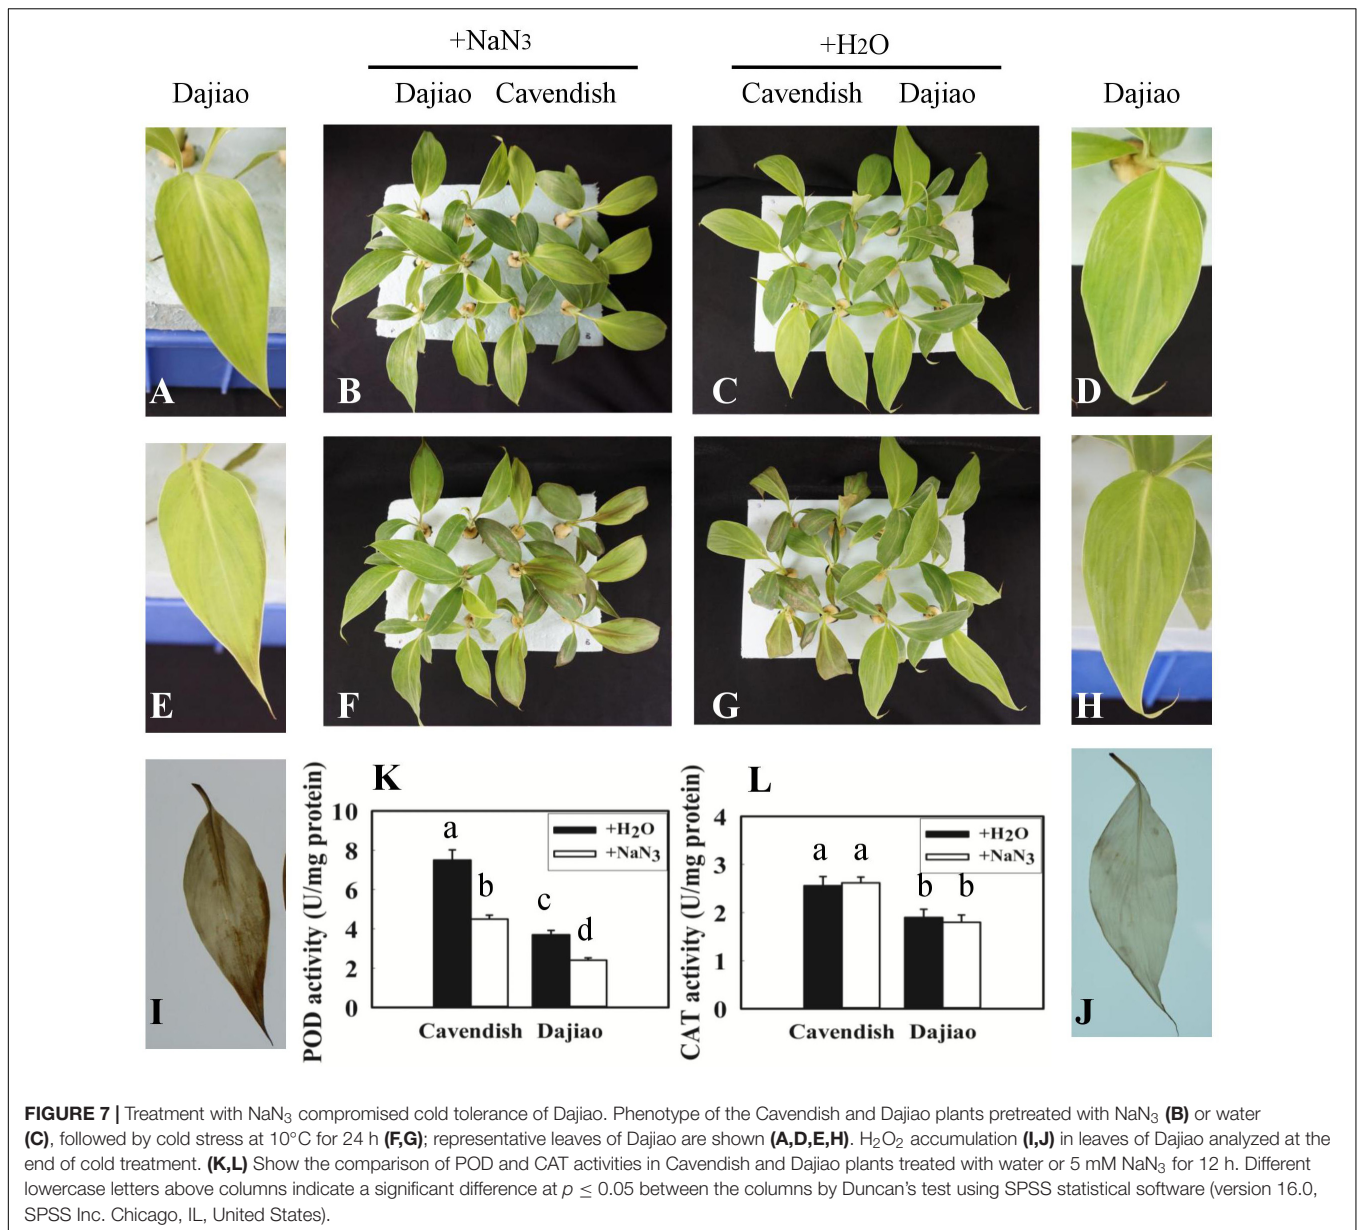 +NaN3
+H2O
Dajiao
Dajiao Cavendish
Cavendish Dajiao
Dajiao
A
B
C
D
E
F
G
H
I
K
POD activity (U/mg protein)
10
8
6
4
2
0
a
b
c
d
+H2O
+NaN3
Cavendish Dajiao
L
CAT activity (U/mg protein)
4
3
2
1
0
a
a
b
b
+H2O
+NaN3
Cavendish Dajiao
J
FIGURE 7 | Treatment with NaN3 compromised cold tolerance of Dajiao. Phenotype of the Cavendish and Dajiao plants pretreated with NaN3 (B) or water
(C), followed by cold stress at 10°C for 24 h (F,G); representative leaves of Dajiao are shown (A,D,E,H). H2O2 accumulation (I,J) in leaves of Dajiao analyzed at the
end of cold treatment. (K,L) Show the comparison of POD and CAT activities in Cavendish and Dajiao plants treated with water or 5 mM NaN3 for 12 h. Different
lowercase letters above columns indicate a significant difference at p ≤ 0.05 between the columns by Duncan's test using SPSS statistical software (version 16.0,
SPSS Inc. Chicago, IL, United States).